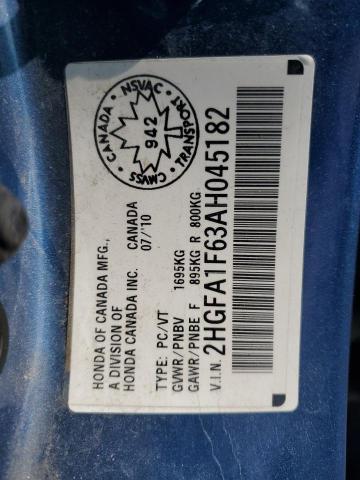 HONDA OF CANADA MFG.,
A DIVISION OF
HONDA CANADA INC. CANADA
07/'10
TYPE: PC/VT
GVWR/PNBV 1695KG
GAWR/PNBE F 895KG R 800KG
V.I.N. 2HGFA1F63AH045182
CANADA · NSVAC · TRANSPORT · CMVSS ·
942